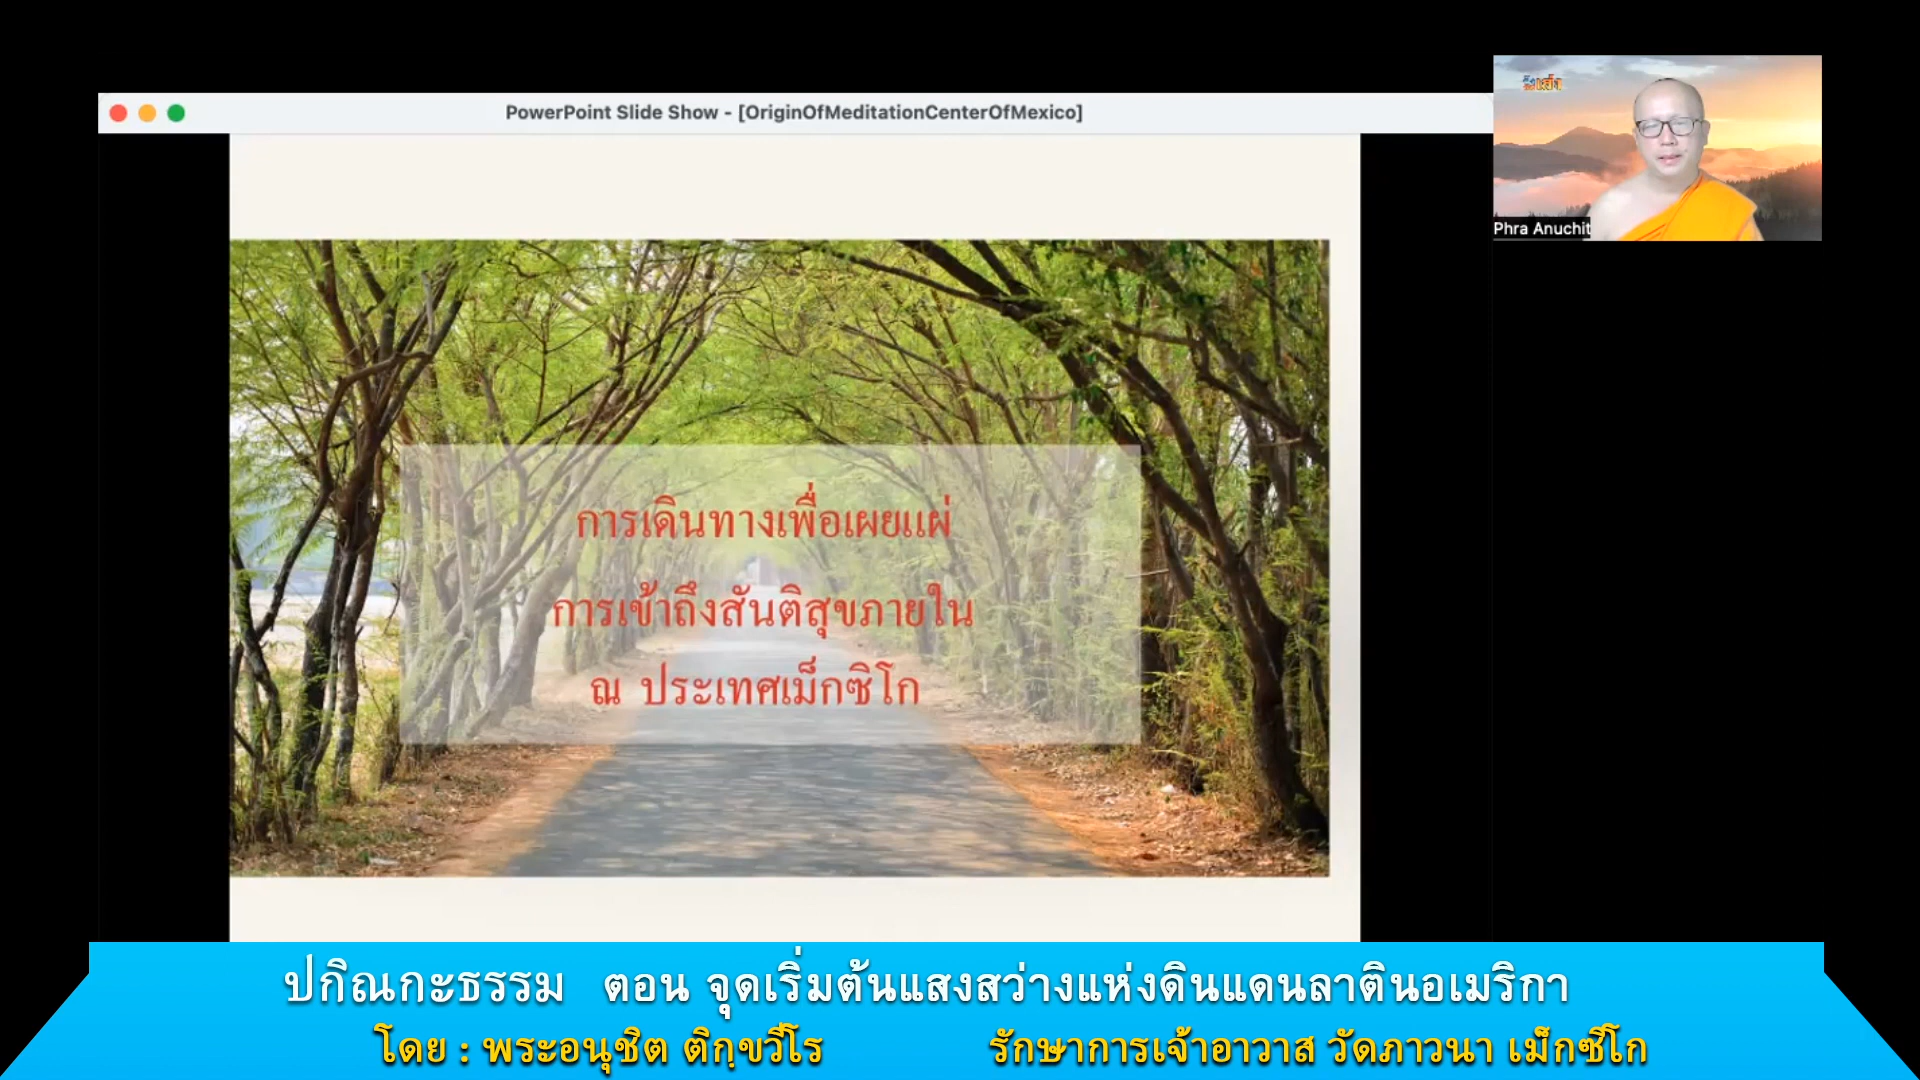 PowerPoint Slide Show - [OriginOfMeditationCenterOfMexico]
Phra Anuchit
การเดินทางเพื่อเผยแผ่
การเข้าถึงสันติสุขภายใน
ณ ประเทศเม็กซิโก
ปกิณกะธรรม ตอน จุดเริ่มต้นแสงสว่างแห่งดินแดนลาตินอเมริกา
โดย : พระอนุชิต ติกฺขวีโร รักษาการเจ้าอาวาส วัดภาวนา เม็กซีโก